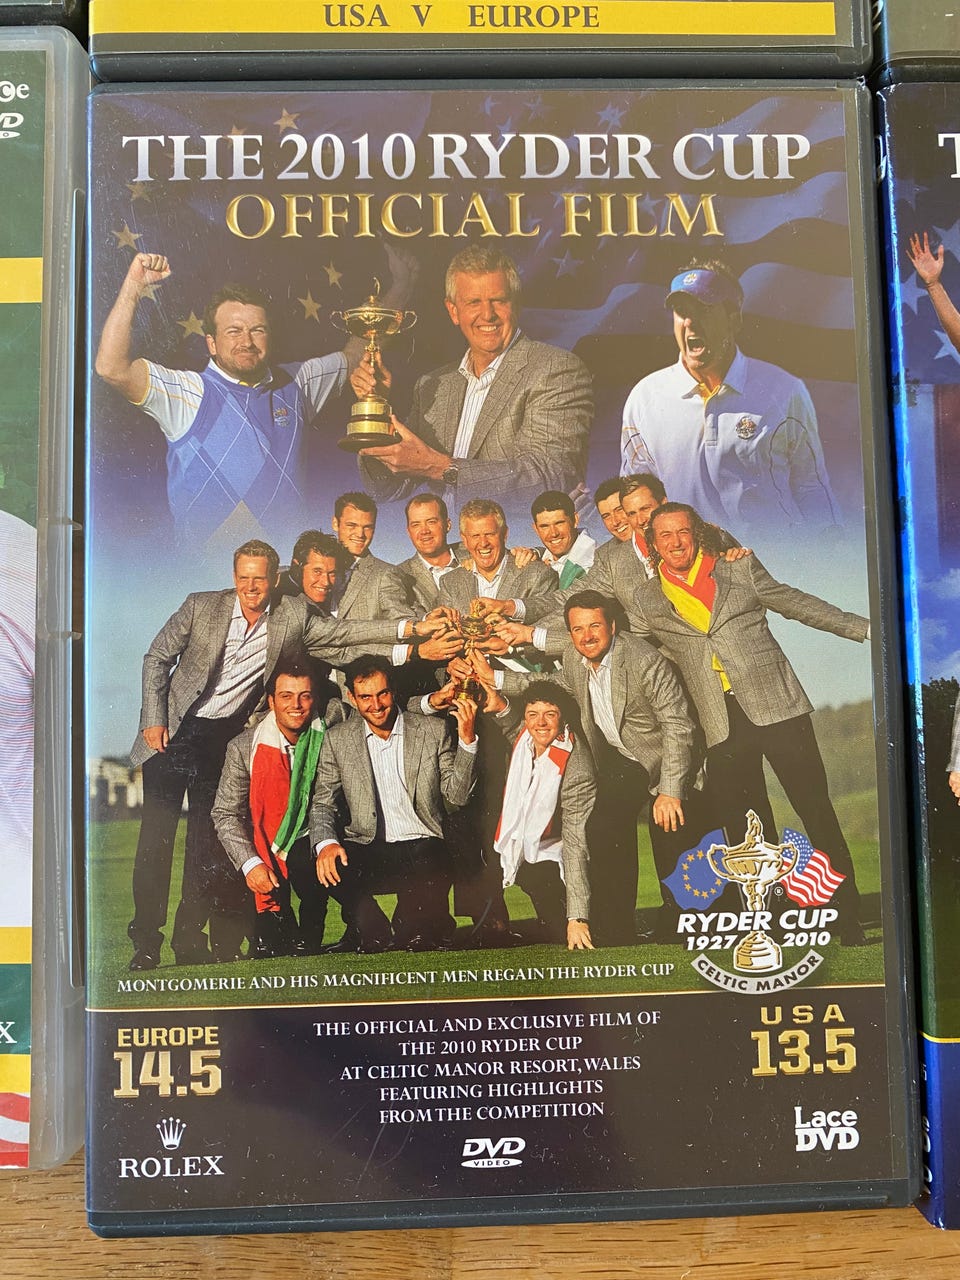 USA V EUROPE
THE 2010 RYDER CUP
OFFICIAL FILM
RYDER CUP
1927 2010
CELTIC MANOR
®
MONTGOMERIE AND HIS MAGNIFICENT MEN REGAIN THE RYDER CUP
EUROPE
14.5
THE OFFICIAL AND EXCLUSIVE FILM OF
THE 2010 RYDER CUP
AT CELTIC MANOR RESORT, WALES
FEATURING HIGHLIGHTS
FROM THE COMPETITION
USA
13.5
ROLEX
DVD
VIDEO
Lace
DVD